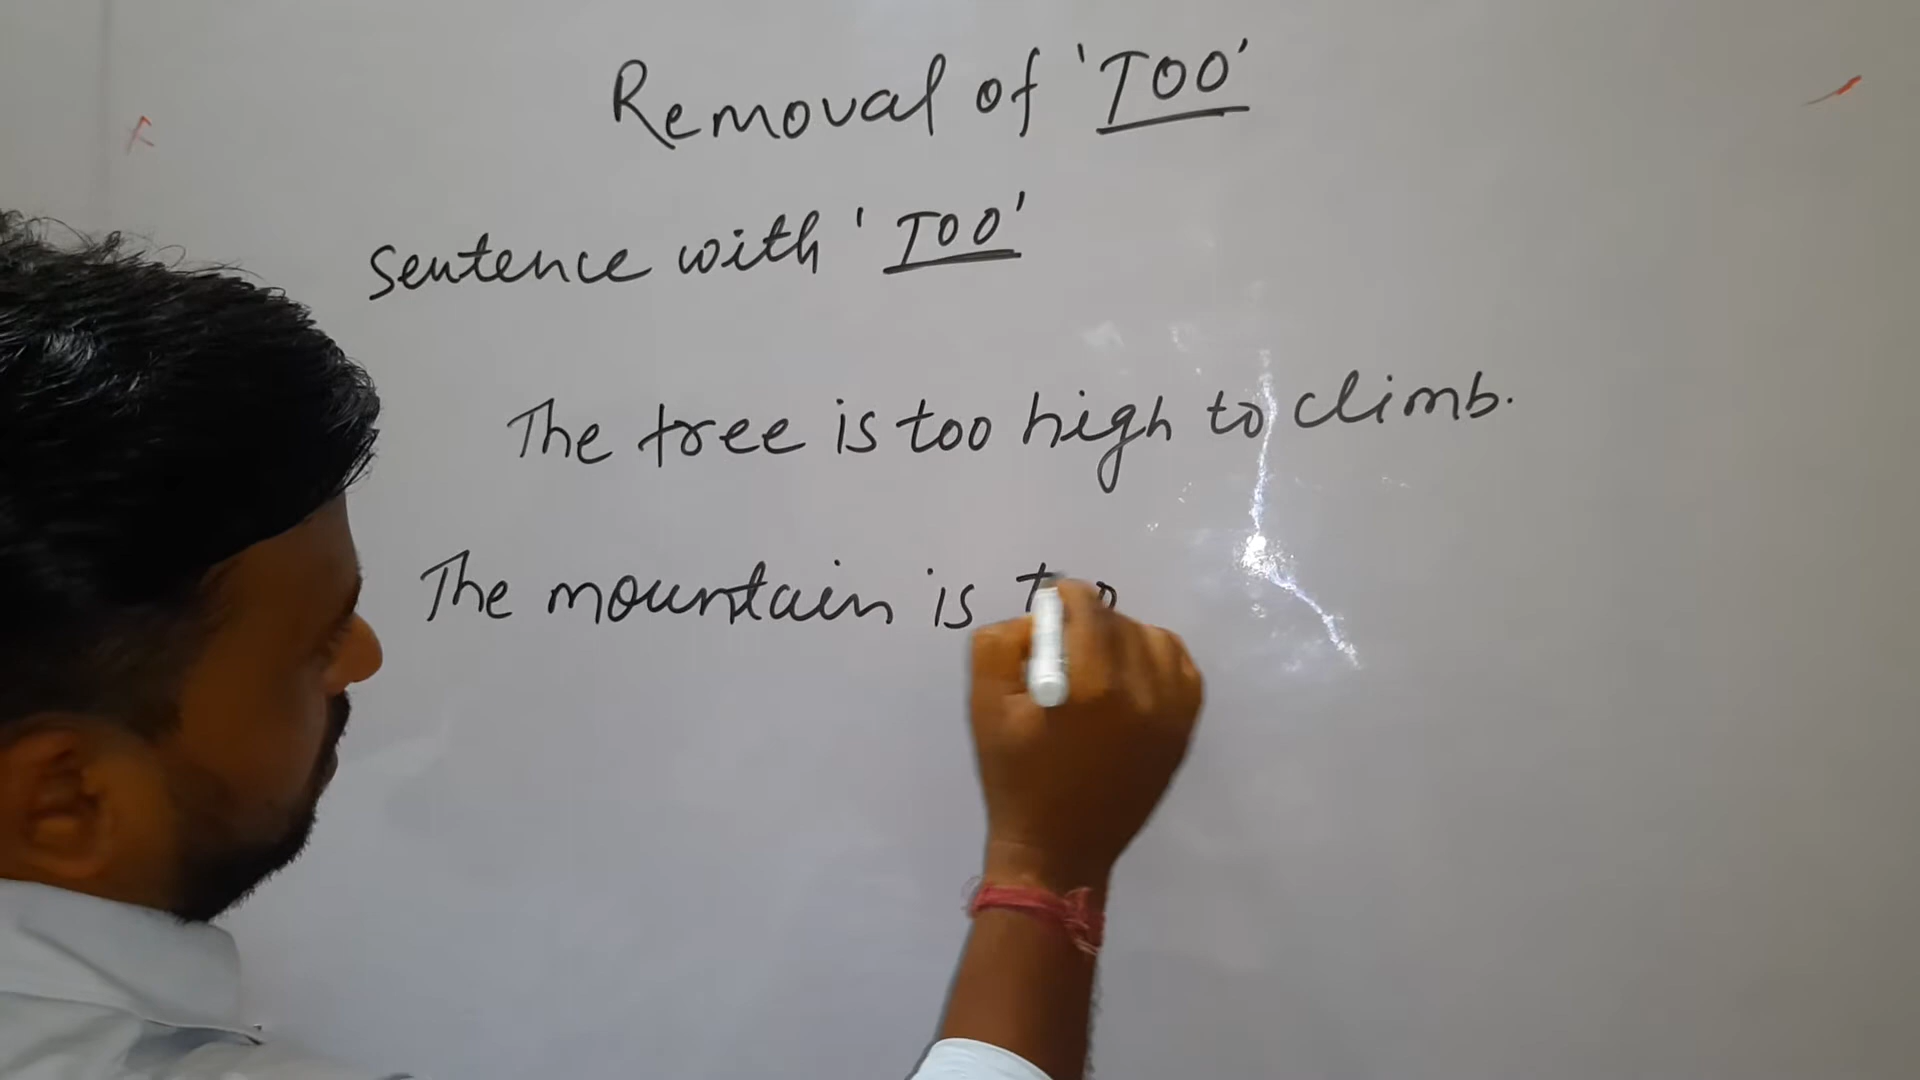 Removal of 'TOO'
Sentence with 'TOO'
The tree is too high to climb.
The mountain is